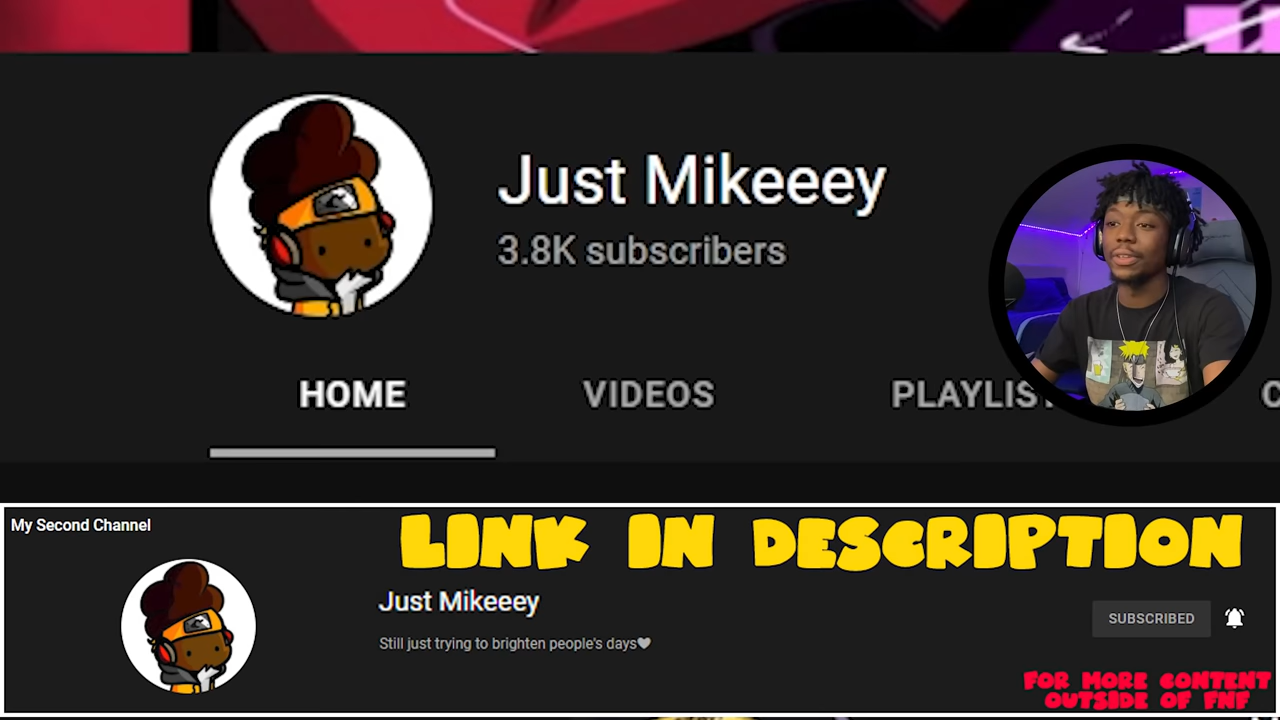 Just Mikeeey
3.8K subscribers
HOME VIDEOS PLAYLIST C
My Second Channel
LINK IN DESCRIPTION
Just Mikeeey
Still just trying to brighten people's days🖤
SUBSCRIBED
FOR MORE CONTENT
OUTSIDE OF FNF